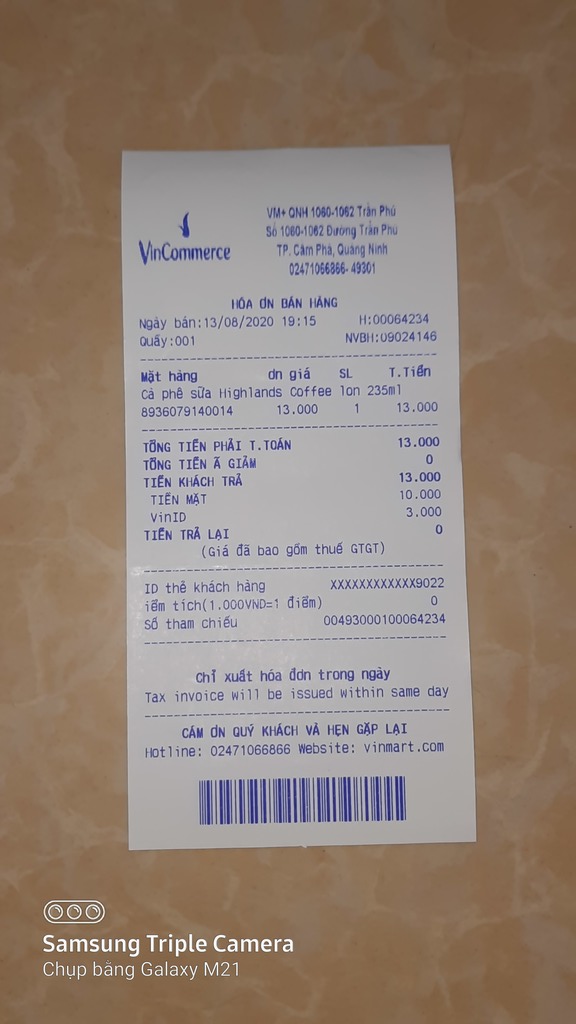 VinCommerce
VM+ QNH 1060-1062 Trần Phú
Số 1060-1062 Đường Trần Phú
TP. Cẩm Phả, Quảng Ninh
02471066866- 49301
HÓA ƠN BÁN HÀNG
Ngày bán:13/08/2020 19:15 H:00064234
Quầy:001 NVBH:09024146
Mặt hàng ơn giá SL T.Tiền
Cà phê sữa Highlands Coffee lon 235ml
8936079140014 13.000 1 13.000
TỔNG TIỀN PHẢI T.TOÁN 13.000
TỔNG TIỀN Ã GIẢM 0
TIỀN KHÁCH TRẢ 13.000
TIỀN MẶT 10.000
VinID 3.000
TIỀN TRẢ LẠI 0
(Giá đã bao gồm thuế GTGT)
ID thẻ khách hàng XXXXXXXXXXXX9022
iểm tích(1.000VND=1 điểm) 0
Số tham chiếu 00493000100064234
Chỉ xuất hóa đơn trong ngày
Tax invoice will be issued within same day
CẢM ƠN QUÝ KHÁCH VÀ HẸN GẶP LẠI
Hotline: 02471066866 Website: vinmart.com
Samsung Triple Camera
Chụp bằng Galaxy M21